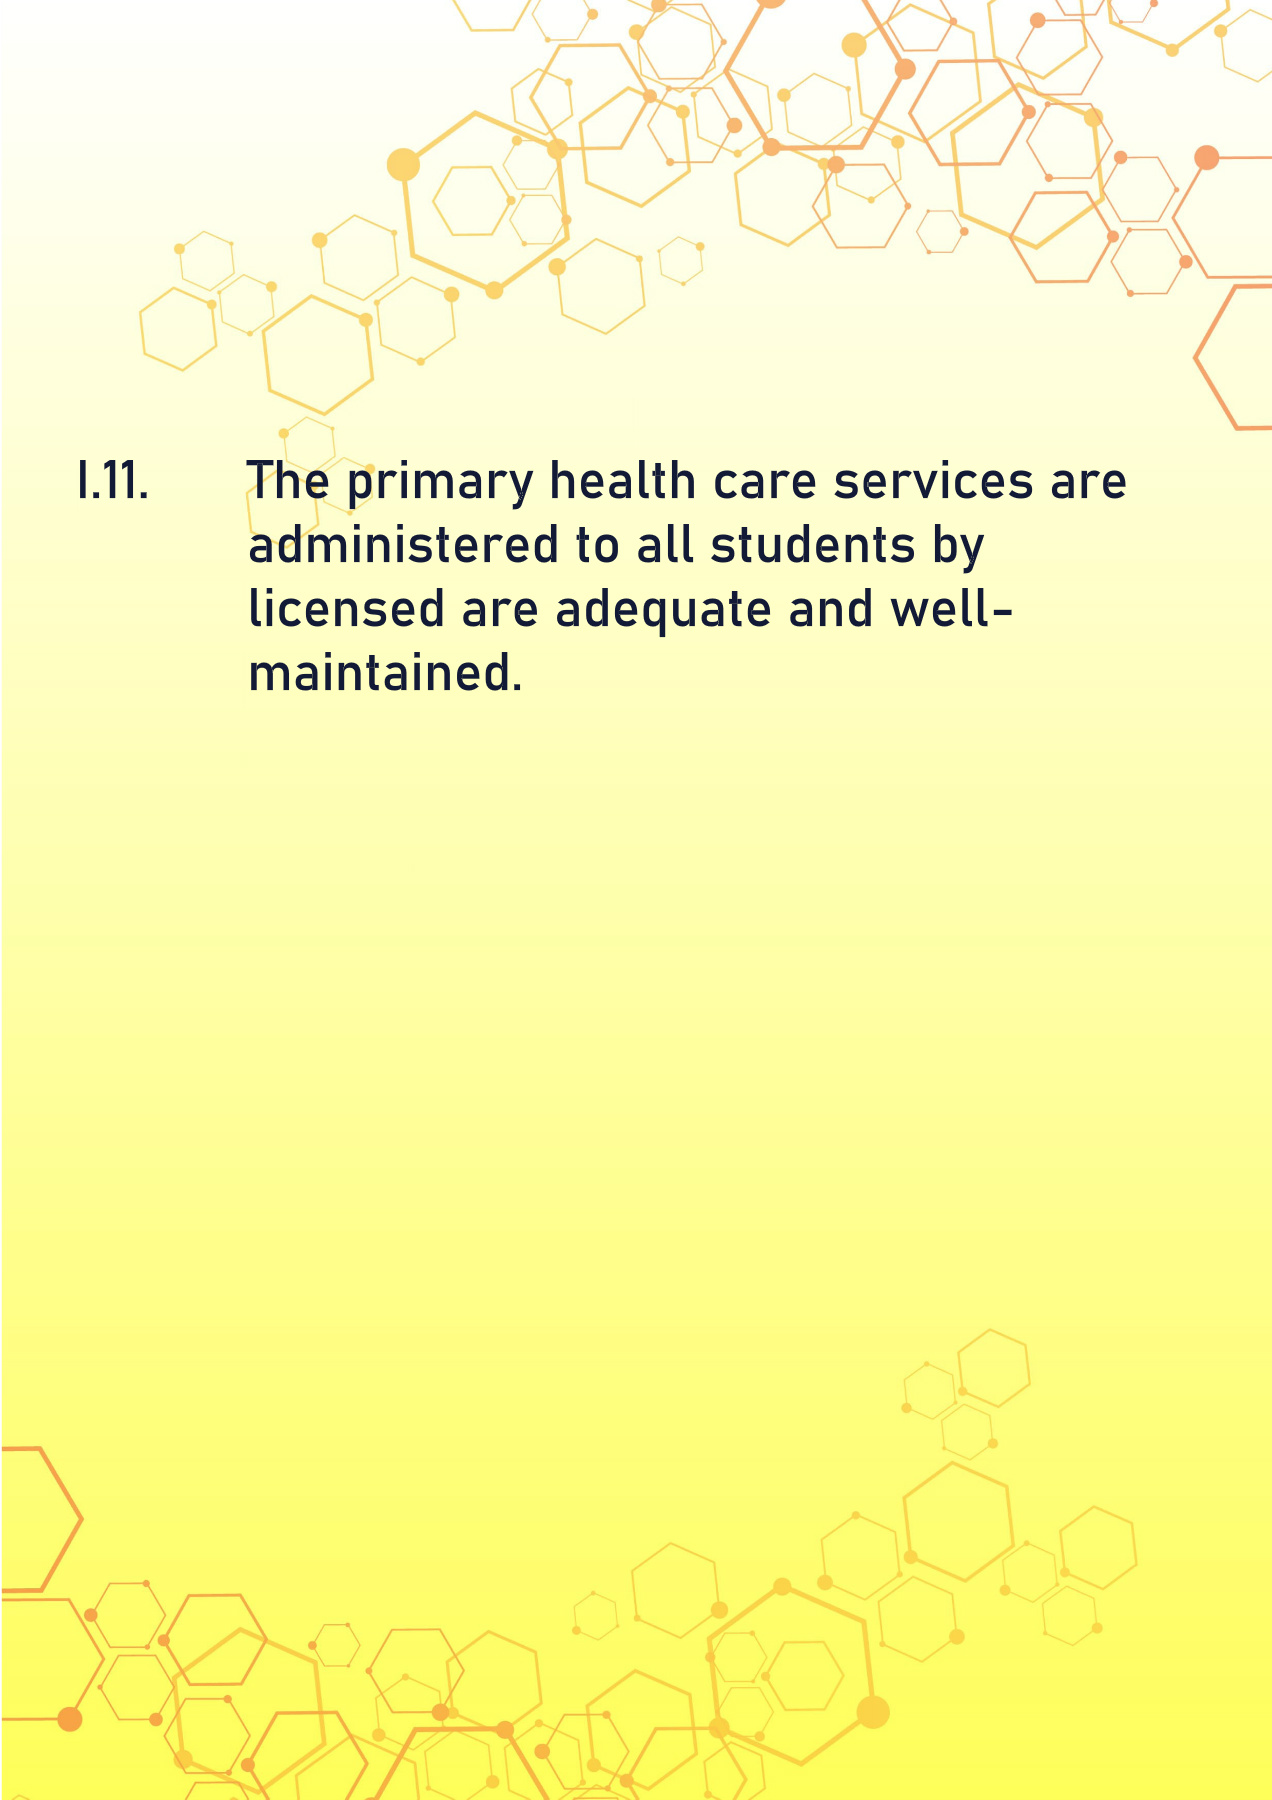 I.11. The primary health care services are
administered to all students by
licensed are adequate and well-
maintained.